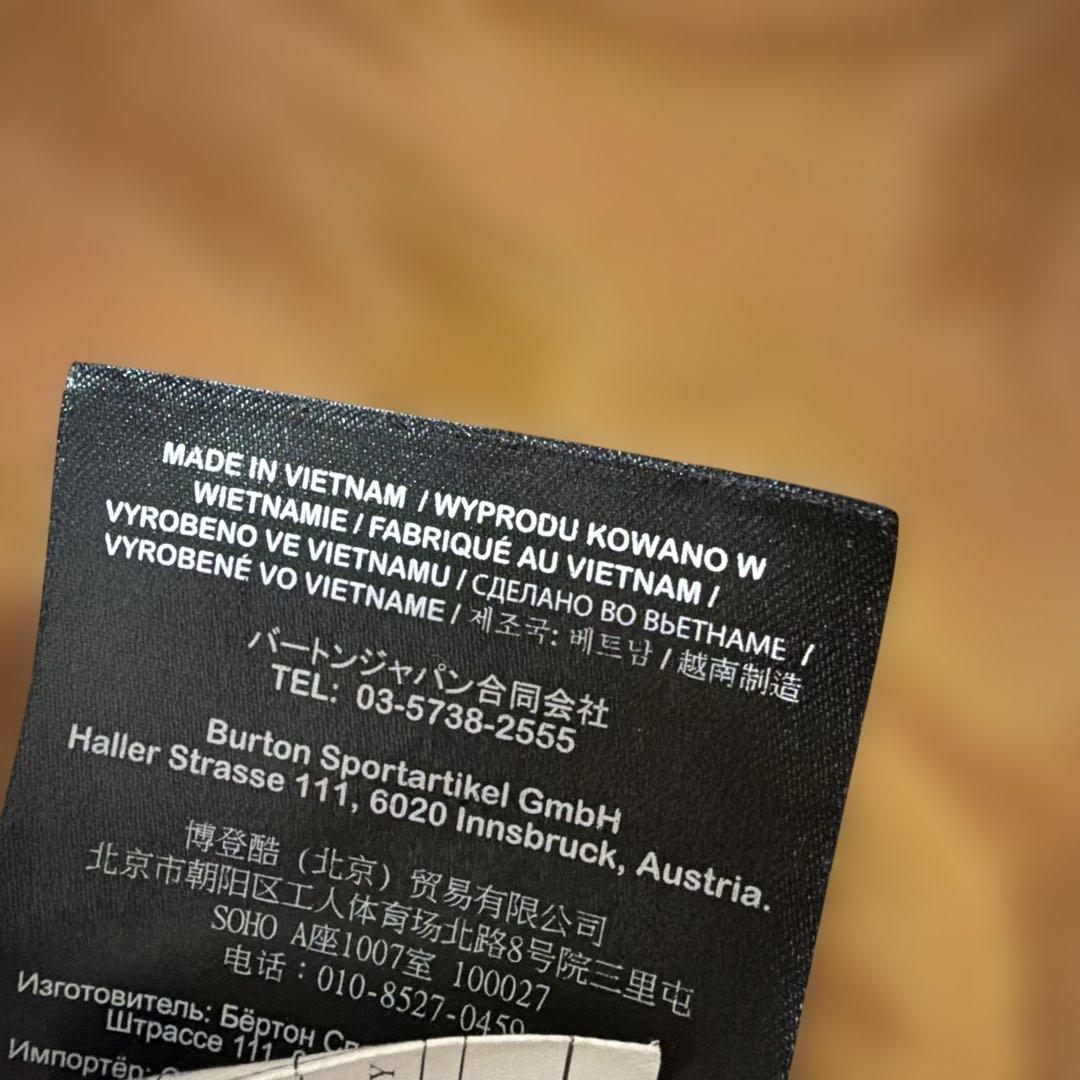 MADE IN VIETNAM / WYPRODU KOWANO W
WIETNAMIE / FABRIQUÉ AU VIETNAM /
VYROBENO VE VIETNAMU / СДЕЛАНО ВО ВЬЕТНАМЕ /
VYROBENÉ VO VIETNAME / 제조국: 베트남 / 越南制造
バートンジャパン合同会社
TEL: 03-5738-2555
Burton Sportartikel GmbH
Haller Strasse 111, 6020 Innsbruck, Austria.
博登酷 (北京) 贸易有限公司
北京市朝阳区工人体育场北路8号院三里屯
SOHO A座1007室 100027
电话：010-8527-0459
Изготовитель: Бёртон
Штрассе 111,
Импортёр:
Y